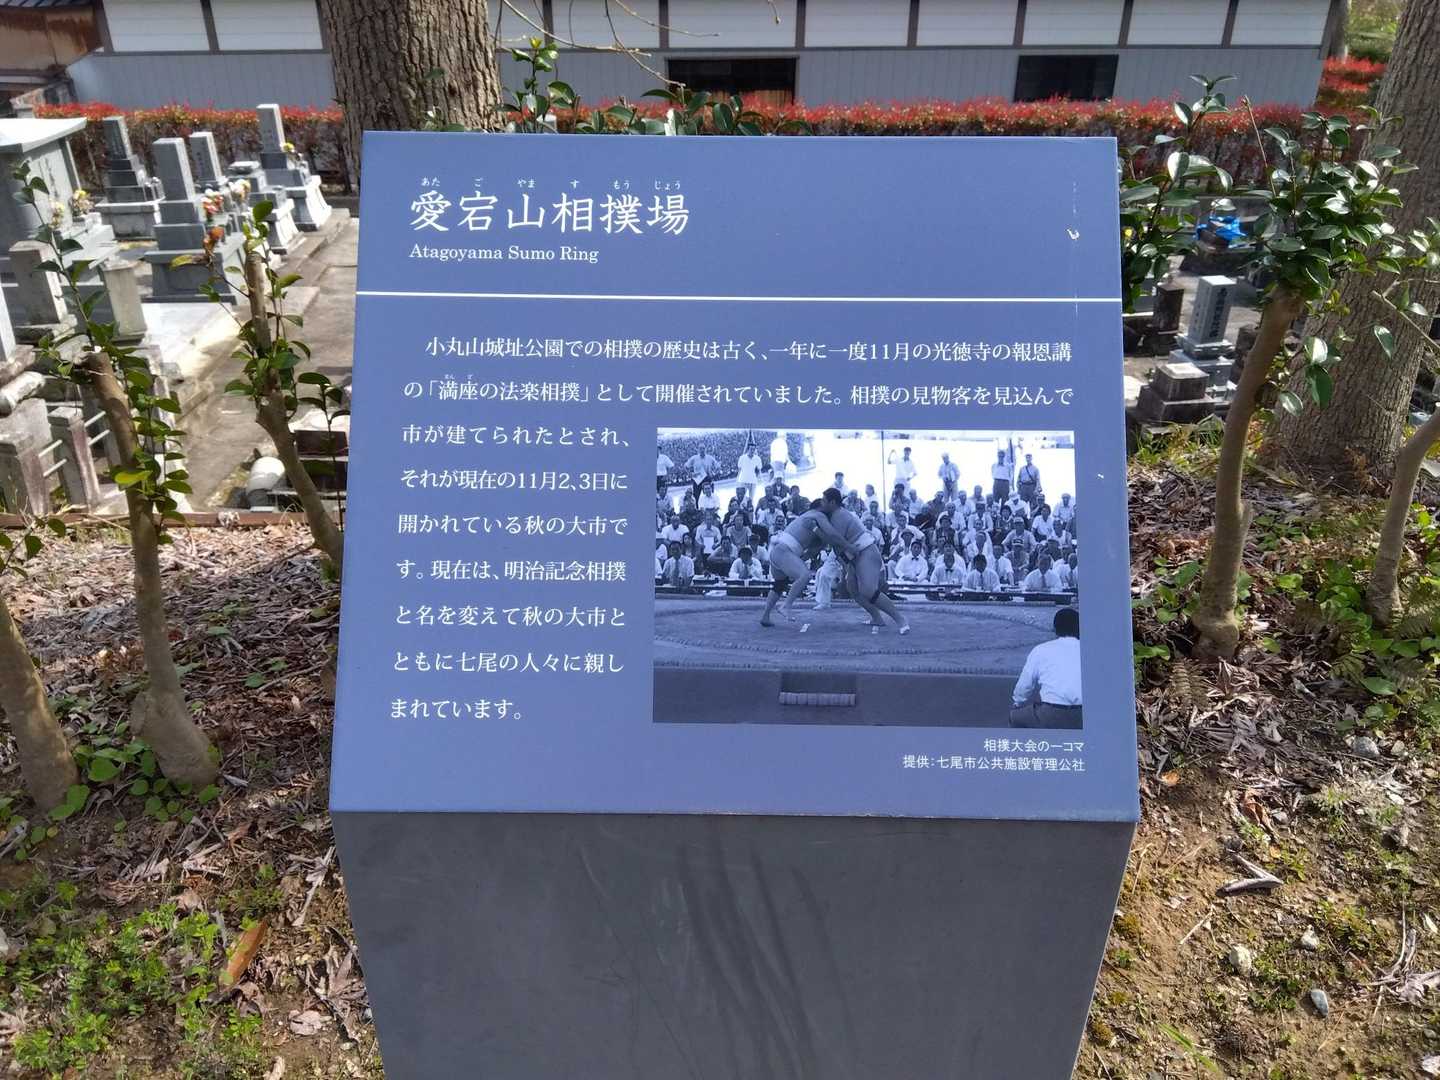 あた ご やま す もう じょう
愛宕山相撲場
Atagoyama Sumo Ring
小丸山城址公園での相撲の歴史は古く、一年に一度11月の光徳寺の報恩講
まん ざ
の「満座の法楽相撲」として開催されていました。相撲の見物客を見込んで
市が建てられたとされ、
それが現在の11月2、3日に
開かれている秋の大市で
す。現在は、明治記念相撲
と名を変えて秋の大市と
ともに七尾の人々に親し
まれています。
相撲大会の一コマ
提供：七尾市公共施設管理公社